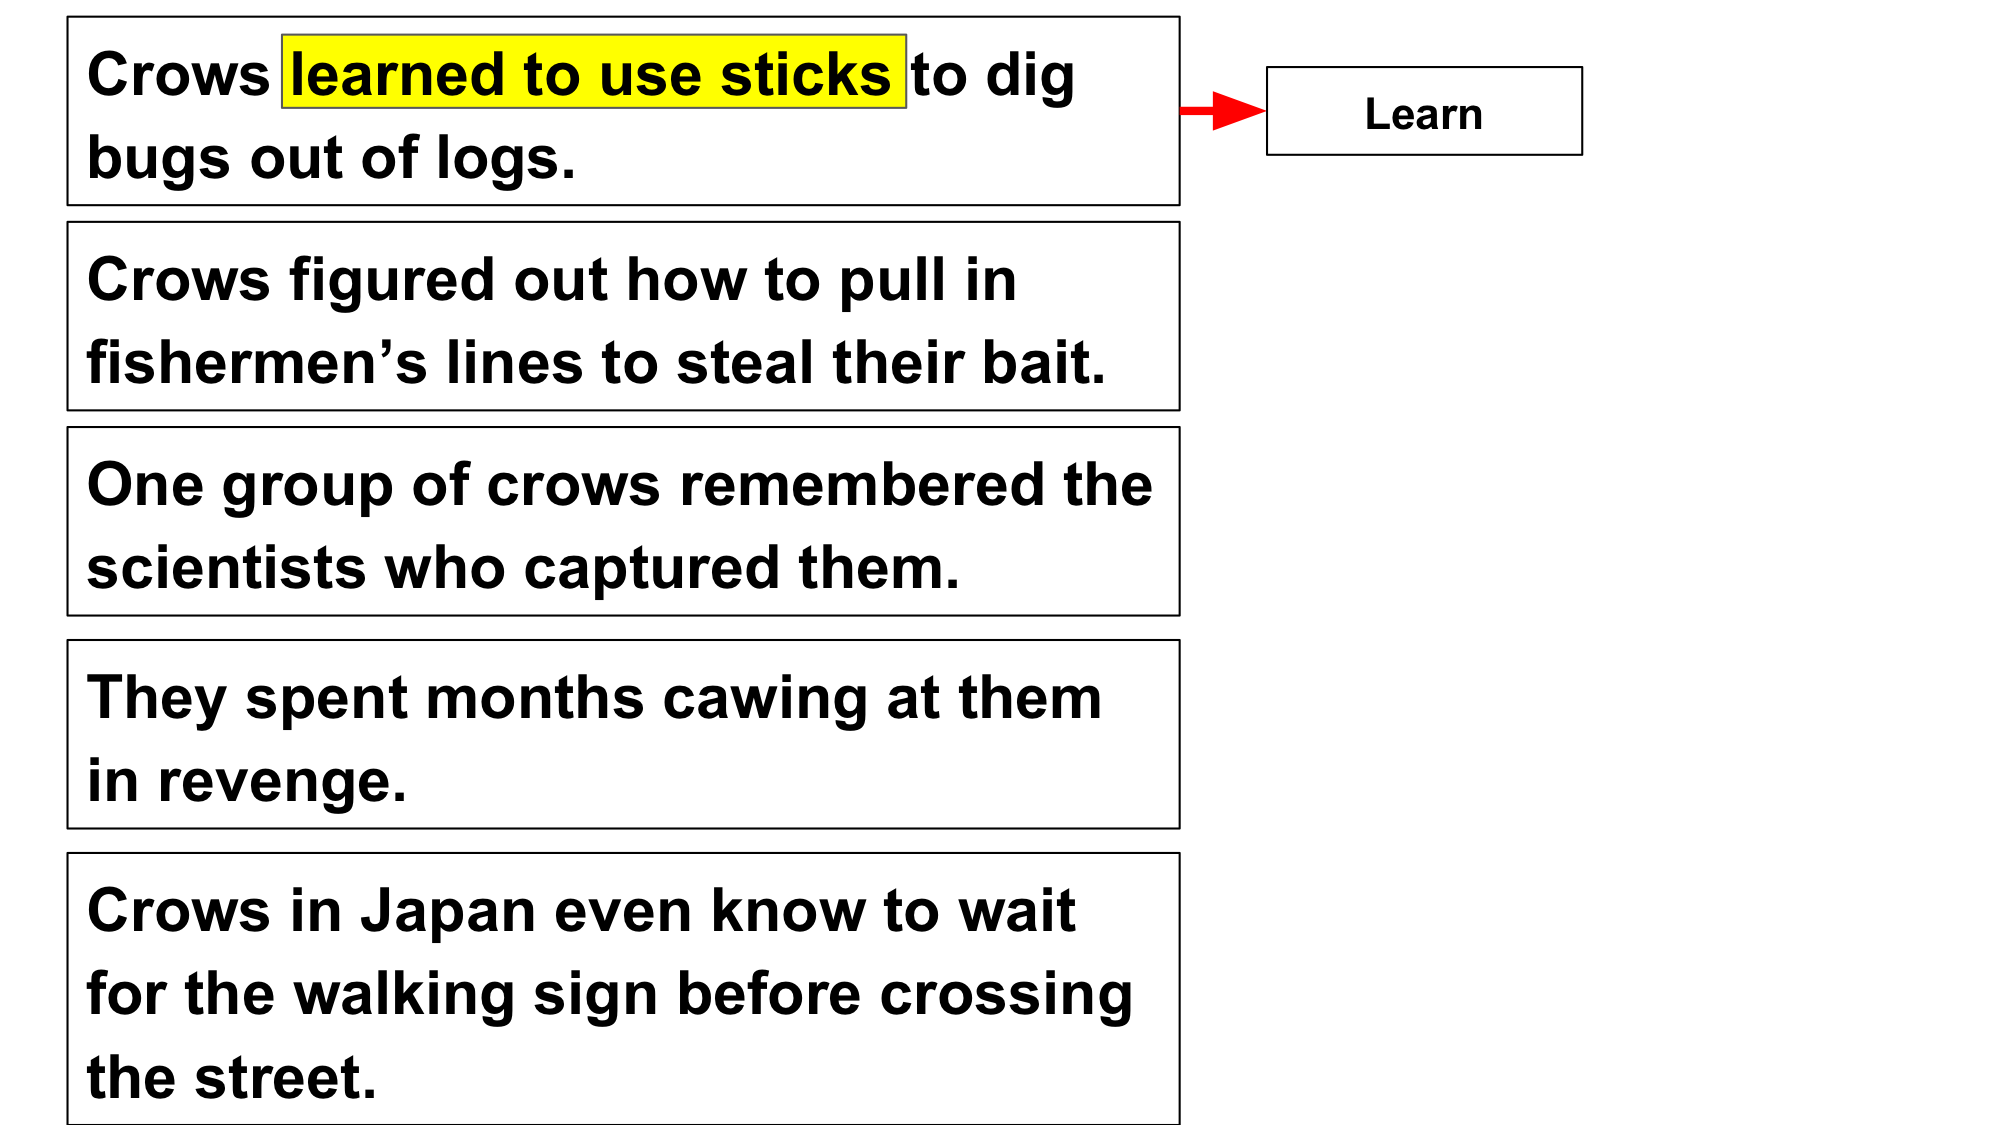 Crows learned to use sticks to dig
bugs out of logs.
Learn
Crows figured out how to pull in
fishermen’s lines to steal their bait.
One group of crows remembered the
scientists who captured them.
They spent months cawing at them
in revenge.
Crows in Japan even know to wait
for the walking sign before crossing
the street.